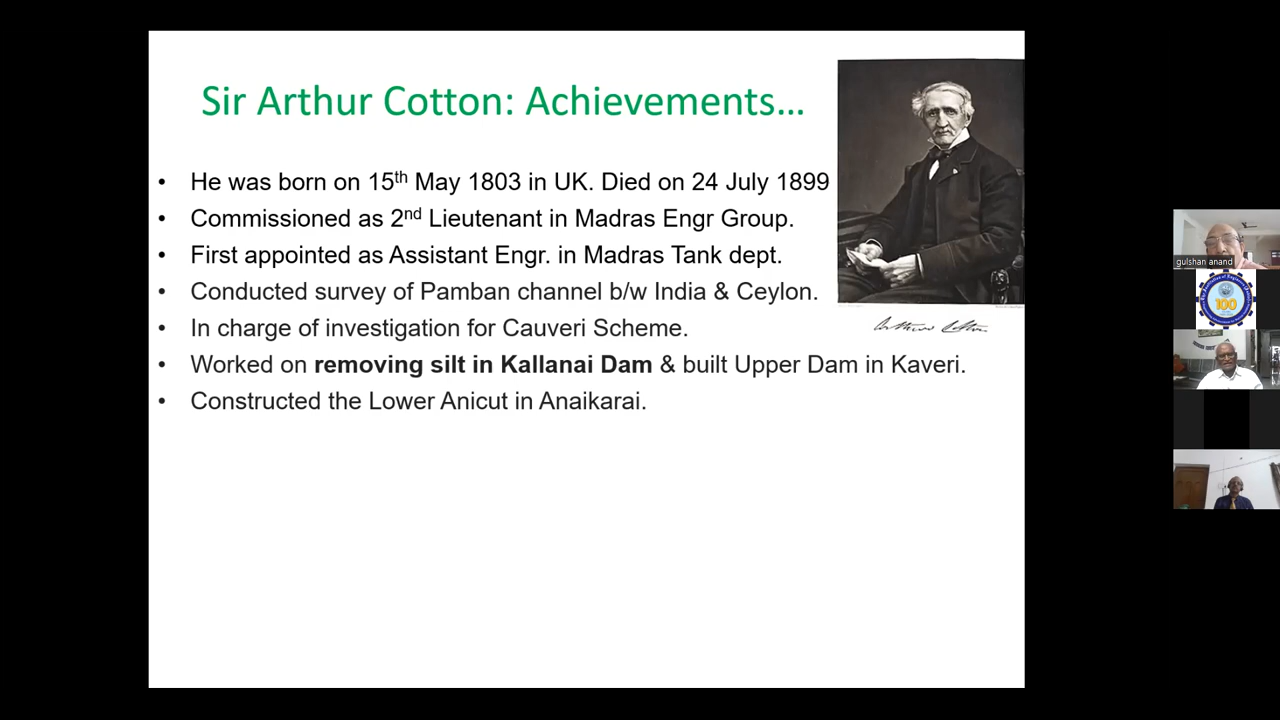 Sir Arthur Cotton: Achievements...
• He was born on 15th May 1803 in UK. Died on 24 July 1899
• Commissioned as 2nd Lieutenant in Madras Engr Group.
• First appointed as Assistant Engr. in Madras Tank dept.
• Conducted survey of Pamban channel b/w India & Ceylon.
• In charge of investigation for Cauveri Scheme.
• Worked on removing silt in Kallanai Dam & built Upper Dam in Kaveri.
• Constructed the Lower Anicut in Anaikarai.
Arthur Cotton
gulshan anand
100